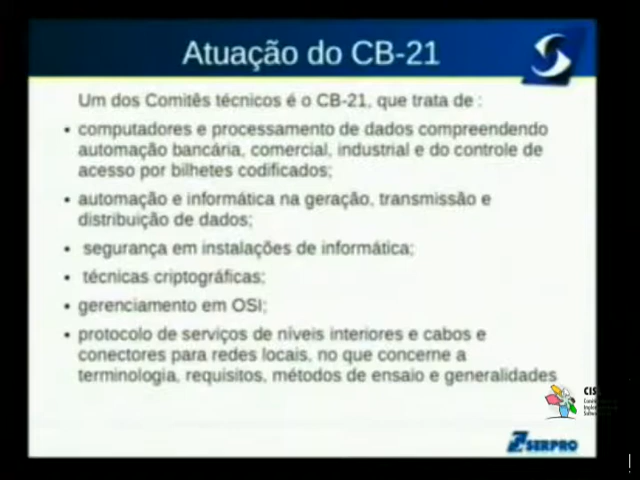 Atuação do CB-21
Um dos Comitês técnicos é o CB-21, que trata de :
• computadores e processamento de dados compreendendo
automação bancária, comercial, industrial e do controle de
acesso por bilhetes codificados;
• automação e informática na geração, transmissão e
distribuição de dados;
• segurança em instalações de informática;
• técnicas criptográficas;
• gerenciamento em OSI;
• protocolo de serviços de níveis interiores e cabos e
conectores para redes locais, no que concerne a
terminologia, requisitos, métodos de ensaio e generalidades
CIS
SERPRO